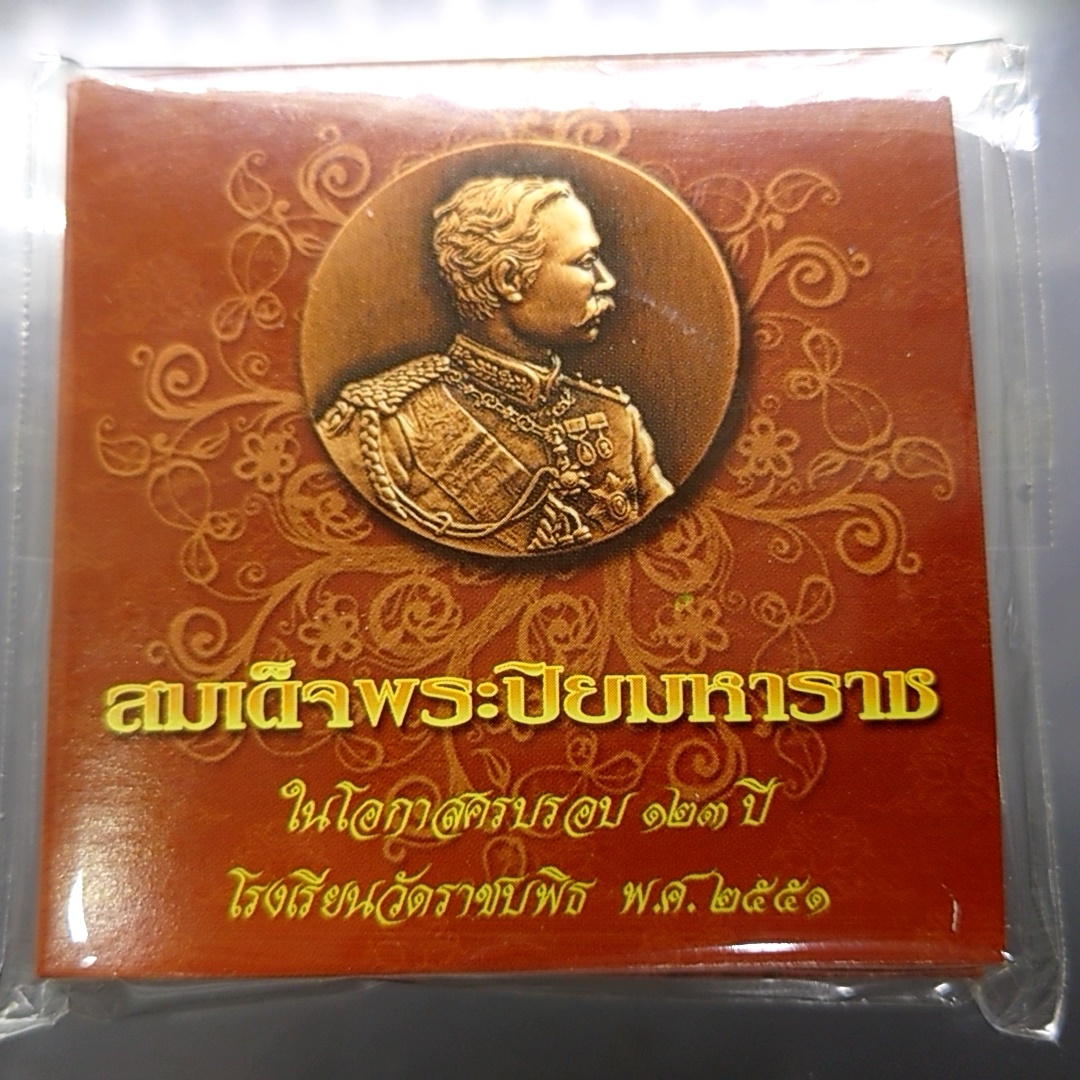 สมเด็จพระปิยมหาราช
ในโอกาสครบรอบ ๑๒๓ ปี
โรงเรียนวัดราชบพิธ พ.ศ. ๒๕๕๑